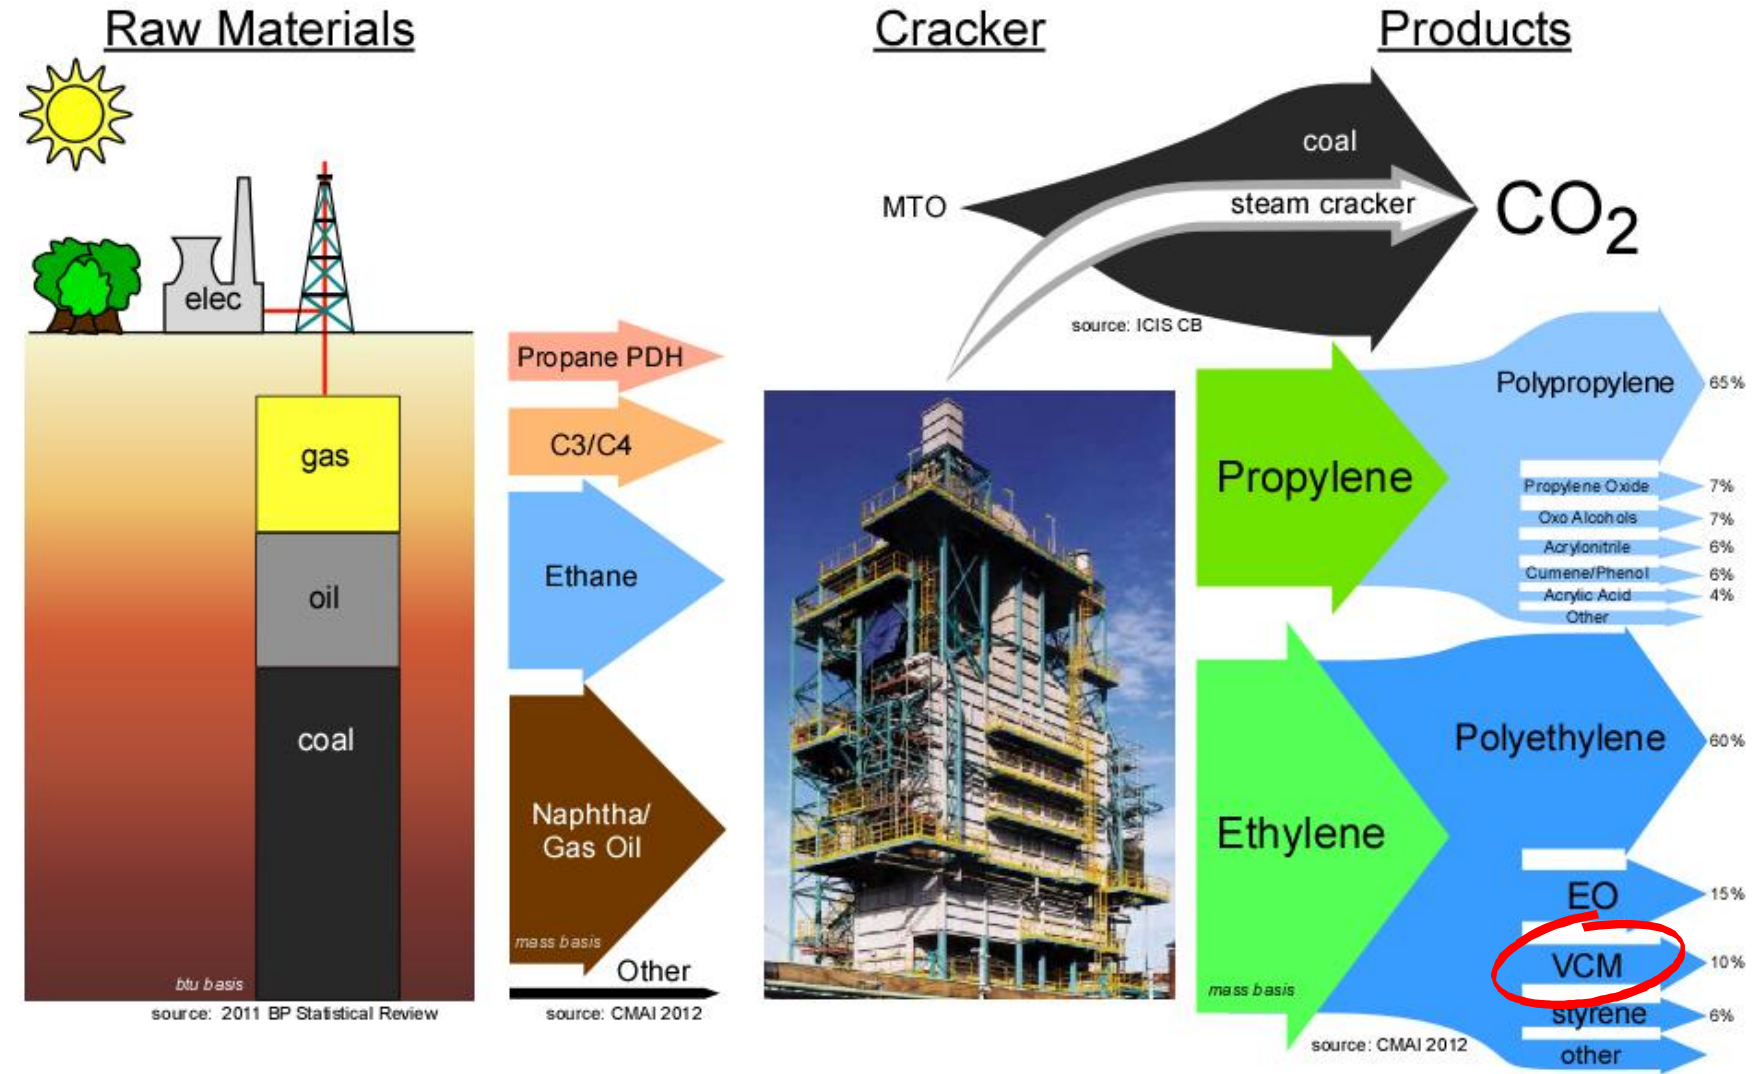 Raw Materials
Cracker
Products
elec
gas
oil
coal
btu basis
source: 2011 BP Statistical Review
Propane PDH
C3/C4
Ethane
Naphtha/
Gas Oil
mass basis
Other
source: CMAI 2012
MTO
coal
steam cracker
CO2
source: ICIS CB
Propylene
Polypropylene
65%
Propylene Oxide
7%
Oxo Alcohols
7%
Acrylonitrile
6%
Cumene/Phenol
6%
Acrylic Acid
4%
Other
Ethylene
mass basis
Polyethylene
60%
EO
15%
VCM
10%
styrene
6%
other
source: CMAI 2012